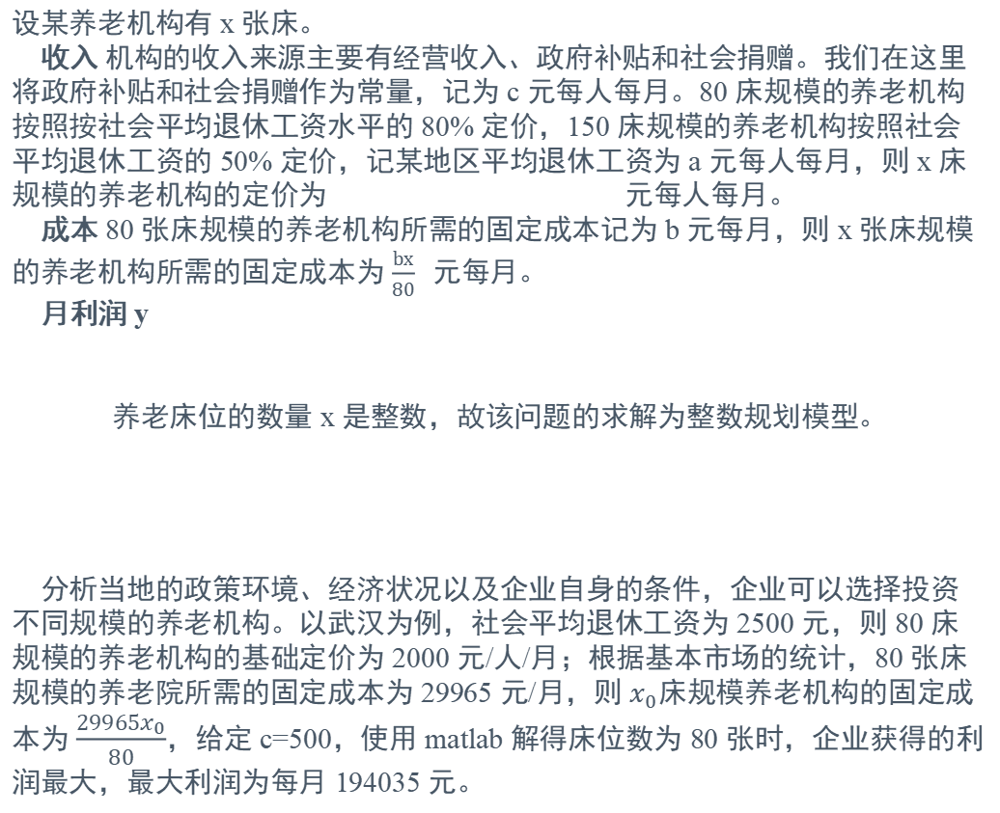 设某养老机构有 x 张床。
收入 机构的收入来源主要有经营收入、政府补贴和社会捐赠。我们在这里
将政府补贴和社会捐赠作为常量，记为 c 元每人每月。80 床规模的养老机构
按照按社会平均退休工资水平的 80% 定价，150 床规模的养老机构按照社会
平均退休工资的 50% 定价，记某地区平均退休工资为 a 元每人每月，则 x 床
规模的养老机构的定价为 元每人每月。
成本 80 张床规模的养老机构所需的固定成本记为 b 元每月，则 x 张床规模
的养老机构所需的固定成本为 bx/80 元每月。
月利润 y
养老床位的数量 x 是整数，故该问题的求解为整数规划模型。
分析当地的政策环境、经济状况以及企业自身的条件，企业可以选择投资
不同规模的养老机构。以武汉为例，社会平均退休工资为 2500 元，则 80 床
规模的养老机构的基础定价为 2000 元/人/月；根据基本市场的统计，80 张床
规模的养老院所需的固定成本为 29965 元/月，则 x₀床规模养老机构的固定成
本为 29965x₀/80，给定 c=500，使用 matlab 解得床位数为 80 张时，企业获得的利
润最大，最大利润为每月 194035 元。